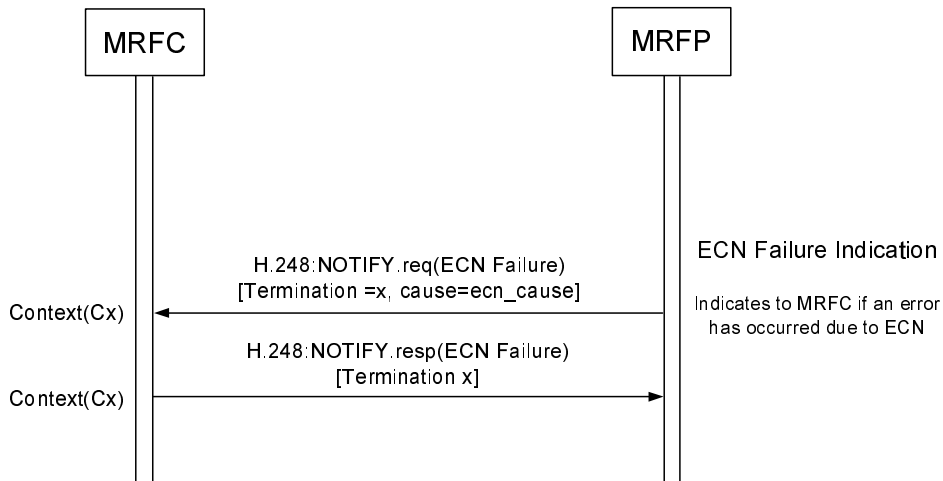 MRFC
MRFP
ECN Failure Indication
H.248:NOTIFY.req(ECN Failure)
[Termination =x, cause=ecn_cause]
Indicates to MRFC if an error
has occurred due to ECN
Context(Cx)
H.248:NOTIFY.resp(ECN Failure)
[Termination x]
Context(Cx)